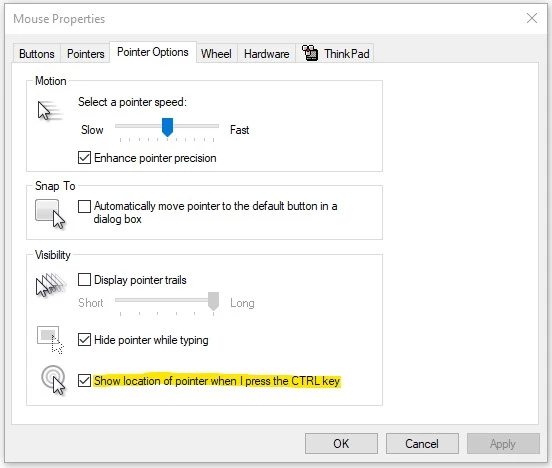 Mouse Properties
Buttons Pointers Pointer Options Wheel Hardware ThinkPad
Motion
Select a pointer speed:
Slow Fast
Enhance pointer precision
Snap To
Automatically move pointer to the default button in a
dialog box
Visibility
Display pointer trails
Short Long
Hide pointer while typing
Show location of pointer when I press the CTRL key
OK Cancel Apply